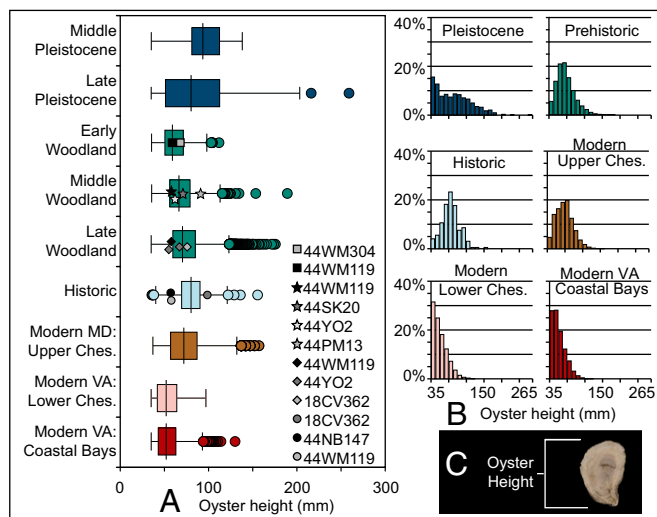 Middle
Pleistocene
Late
Pleistocene
Early
Woodland
Middle
Woodland
Late
Woodland
Historic
Modern MD:
Upper Ches.
Modern VA:
Lower Ches.
Modern VA:
Coastal Bays
44WM304
44WM119
44WM119
44SK20
44YO2
44PM13
44WM119
44YO2
18CV362
18CV362
44NB147
44WM119
0 100 200 300
A
Oyster height (mm)
40%
20%
0%
Pleistocene
Prehistoric
40%
20%
0%
Historic
Modern
Upper Ches.
40%
20%
0%
Modern
Lower Ches.
Modern VA
Coastal Bays
35 150 265 35 150 265
B
Oyster height (mm)
C
Oyster
Height